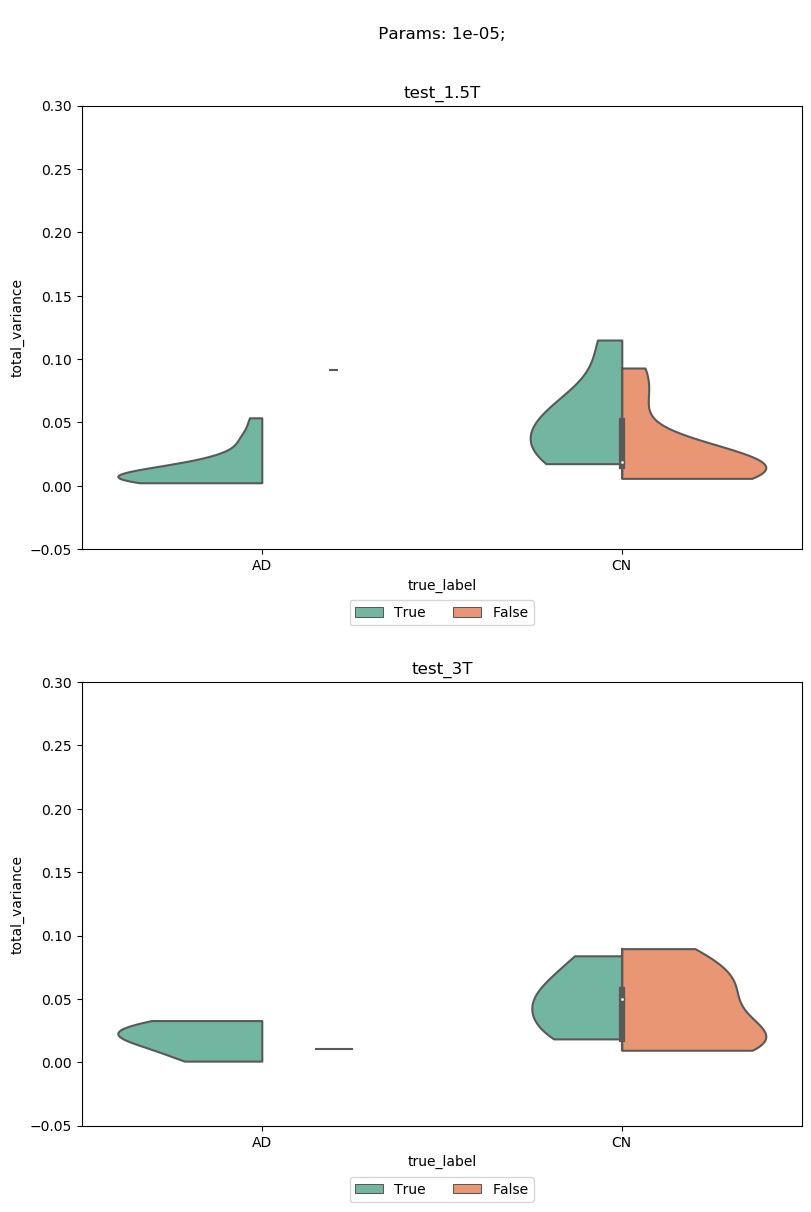 Params: 1e-05;
test_1.5T
0.30
0.25
0.20
0.15
0.10
0.05
0.00
−0.05
total_variance
AD CN
true_label
True False
test_3T
0.30
0.25
0.20
0.15
0.10
0.05
0.00
−0.05
total_variance
AD CN
true_label
True False